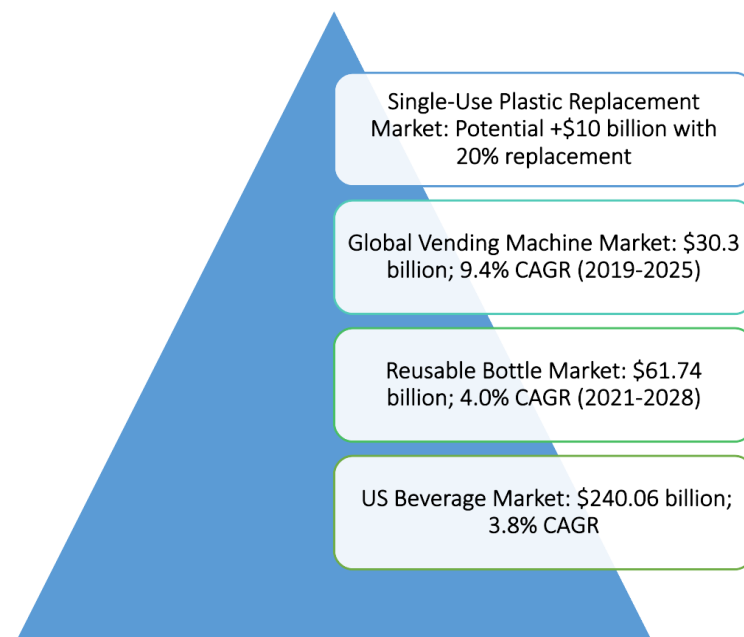 Single-Use Plastic Replacement
Market: Potential +$10 billion with
20% replacement
Global Vending Machine Market: $30.3
billion; 9.4% CAGR (2019-2025)
Reusable Bottle Market: $61.74
billion; 4.0% CAGR (2021-2028)
US Beverage Market: $240.06 billion;
3.8% CAGR